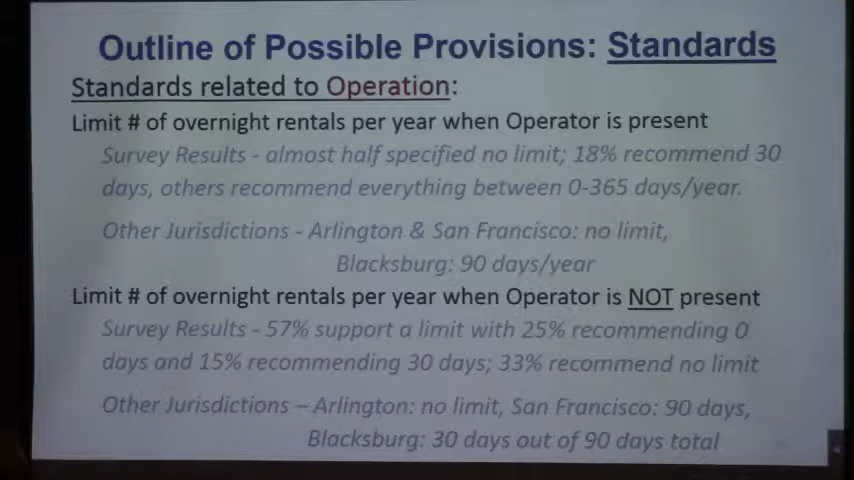 Outline of Possible Provisions: Standards
Standards related to Operation:
Limit # of overnight rentals per year when Operator is present
Survey Results - almost half specified no limit; 18% recommend 30
days, others recommend everything between 0-365 days/year.
Other Jurisdictions - Arlington & San Francisco: no limit,
Blacksburg: 90 days/year
Limit # of overnight rentals per year when Operator is NOT present
Survey Results - 57% support a limit with 25% recommending 0
days and 15% recommending 30 days; 33% recommend no limit
Other Jurisdictions – Arlington: no limit, San Francisco: 90 days,
Blacksburg: 30 days out of 90 days total